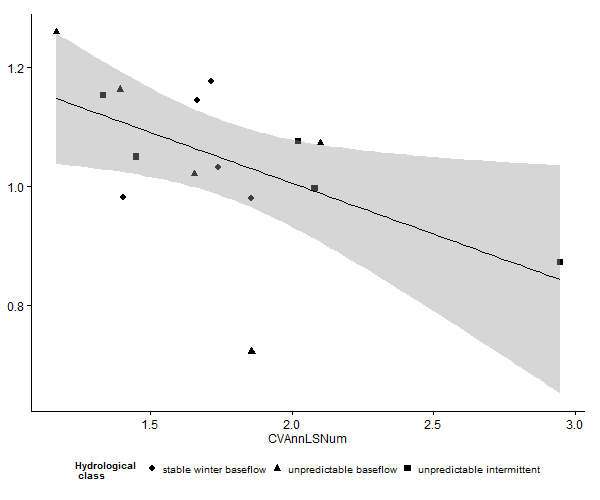 1.2
1.0
0.8
1.5 2.0 2.5 3.0
CVAnnLSNum
Hydrological
class
stable winter baseflow unpredictable baseflow unpredictable intermittent